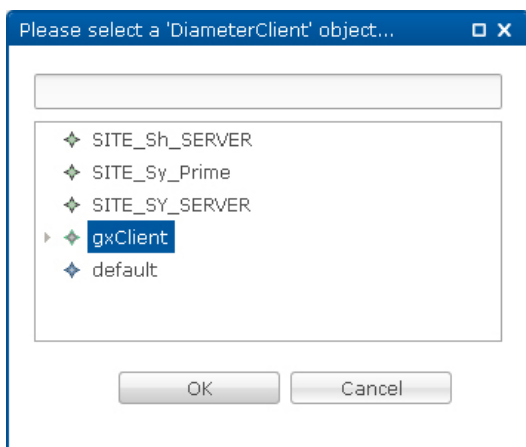 Please select a 'DiameterClient' object...
SITE_Sh_SERVER
SITE_Sy_Prime
SITE_SY_SERVER
gxClient
default
OK
Cancel